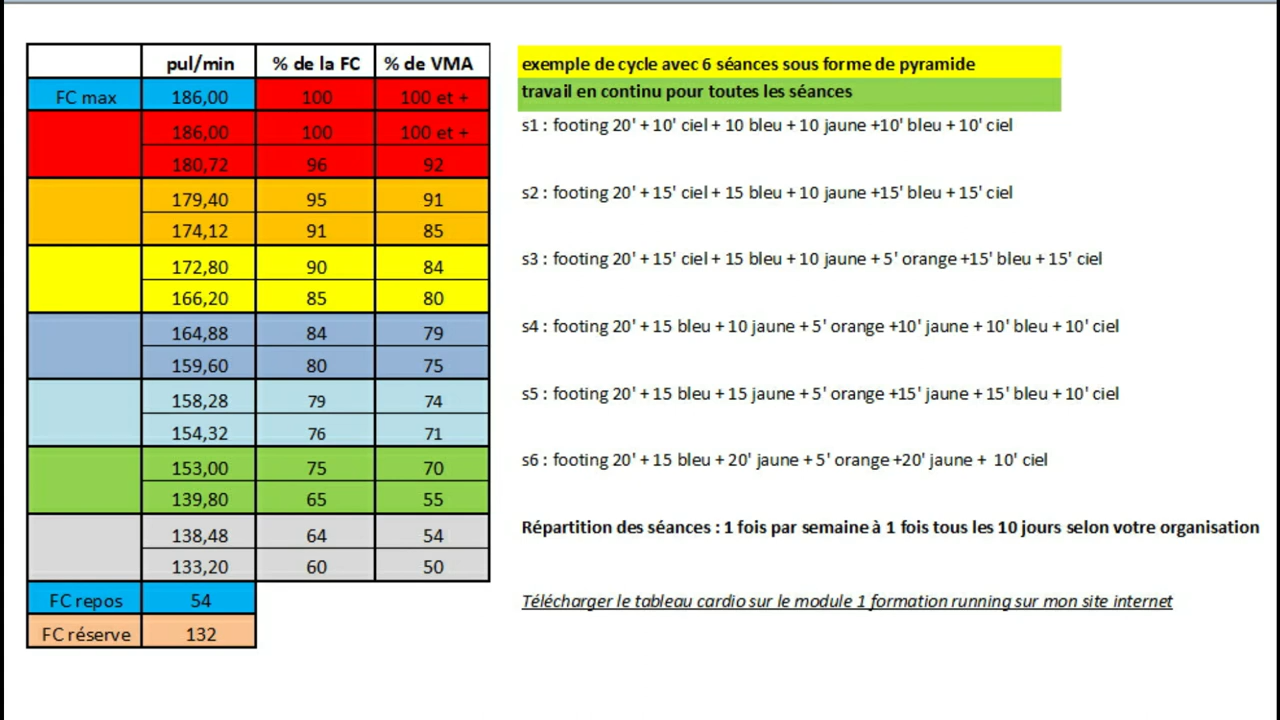 pul/min % de la FC % de VMA
FC max 186,00 100 100 et +
186,00 100 100 et +
180,72 96 92
179,40 95 91
174,12 91 85
172,80 90 84
166,20 85 80
164,88 84 79
159,60 80 75
158,28 79 74
154,32 76 71
153,00 75 70
139,80 65 55
138,48 64 54
133,20 60 50
FC repos 54
FC réserve 132
exemple de cycle avec 6 séances sous forme de pyramide
travail en continu pour toutes les séances
s1 : footing 20' + 10' ciel + 10 bleu + 10 jaune +10' bleu + 10' ciel
s2 : footing 20' + 15' ciel + 15 bleu + 10 jaune +15' bleu + 15' ciel
s3 : footing 20' + 15' ciel + 15 bleu + 10 jaune + 5' orange +15' bleu + 15' ciel
s4 : footing 20' + 15 bleu + 10 jaune + 5' orange +10' jaune + 10' bleu + 10' ciel
s5 : footing 20' + 15 bleu + 15 jaune + 5' orange +15' jaune + 15' bleu + 10' ciel
s6 : footing 20' + 15 bleu + 20' jaune + 5' orange +20' jaune + 10' ciel
Répartition des séances : 1 fois par semaine à 1 fois tous les 10 jours selon votre organisation
Télécharger le tableau cardio sur le module 1 formation running sur mon site internet